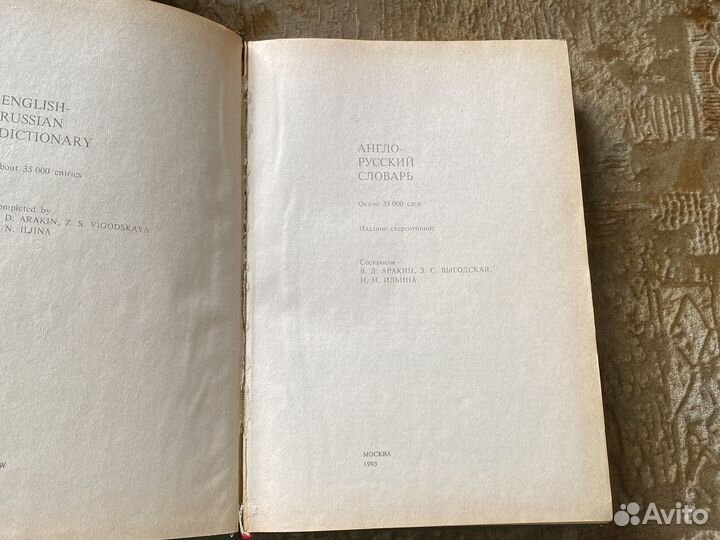 ENGLISH-
RUSSIAN
DICTIONARY
bout 35 000 entries
ompleted by
D. ARAKIN, Z. S. VIGODSKAYA
N. ILJINA
W
АНГЛО-
РУССКИЙ
СЛОВАРЬ
Около 35 000 слов
Издание стереотипное
Составили
В. Д. АРАКИН, З. С. ВЫГОДСКАЯ,
Н. Н. ИЛЬИНА
МОСКВА
1993
Avito